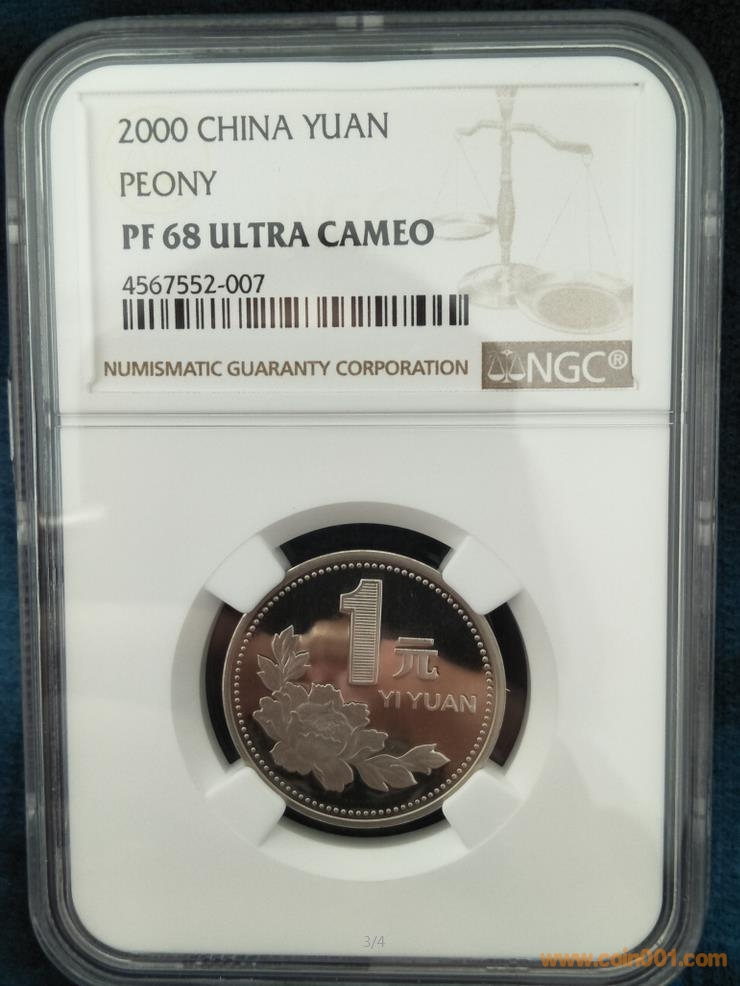 2000 CHINA YUAN
PEONY
PF 68 ULTRA CAMEO
4567552-007
NUMISMATIC GUARANTY CORPORATION
NGC®
1元
YI YUAN
3/4
www.coin001.com